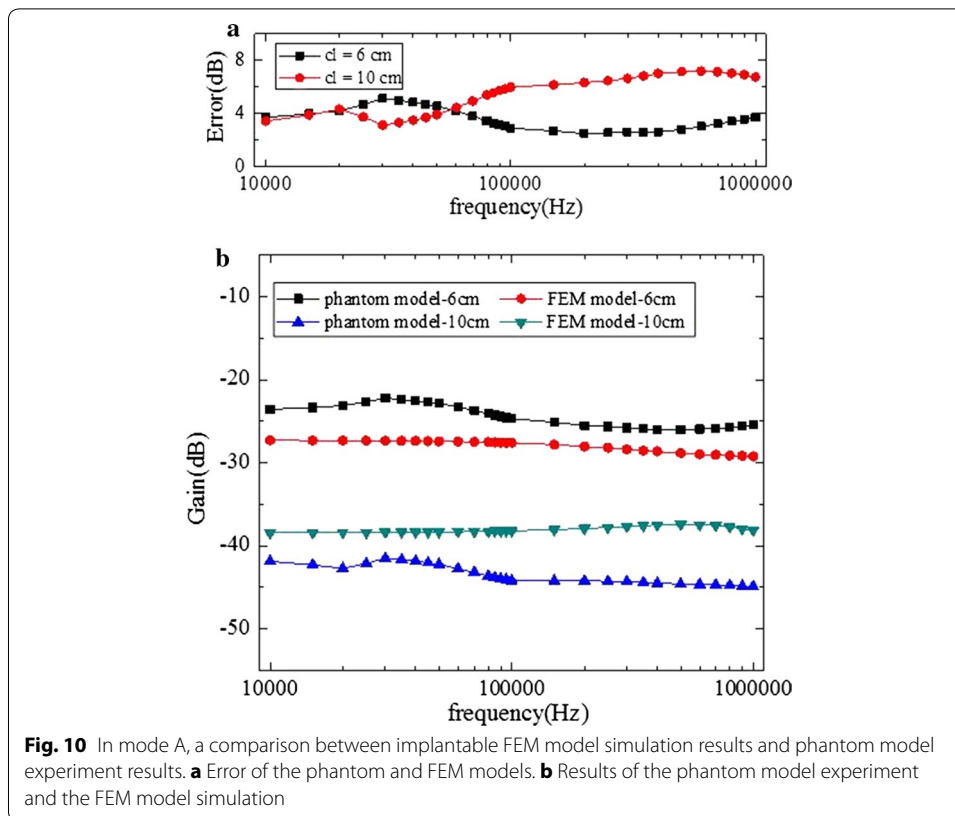 a
Error(dB)
8
4
0
cl = 6 cm
cl = 10 cm
10000 100000 1000000
frequency(Hz)
b
Gain(dB)
-10
-20
-30
-40
-50
phantom model-6cm FEM model-6cm
phantom model-10cm FEM model-10cm
10000 100000 1000000
frequency(Hz)
Fig. 10 In mode A, a comparison between implantable FEM model simulation results and phantom model
experiment results. a Error of the phantom and FEM models. b Results of the phantom model experiment
and the FEM model simulation